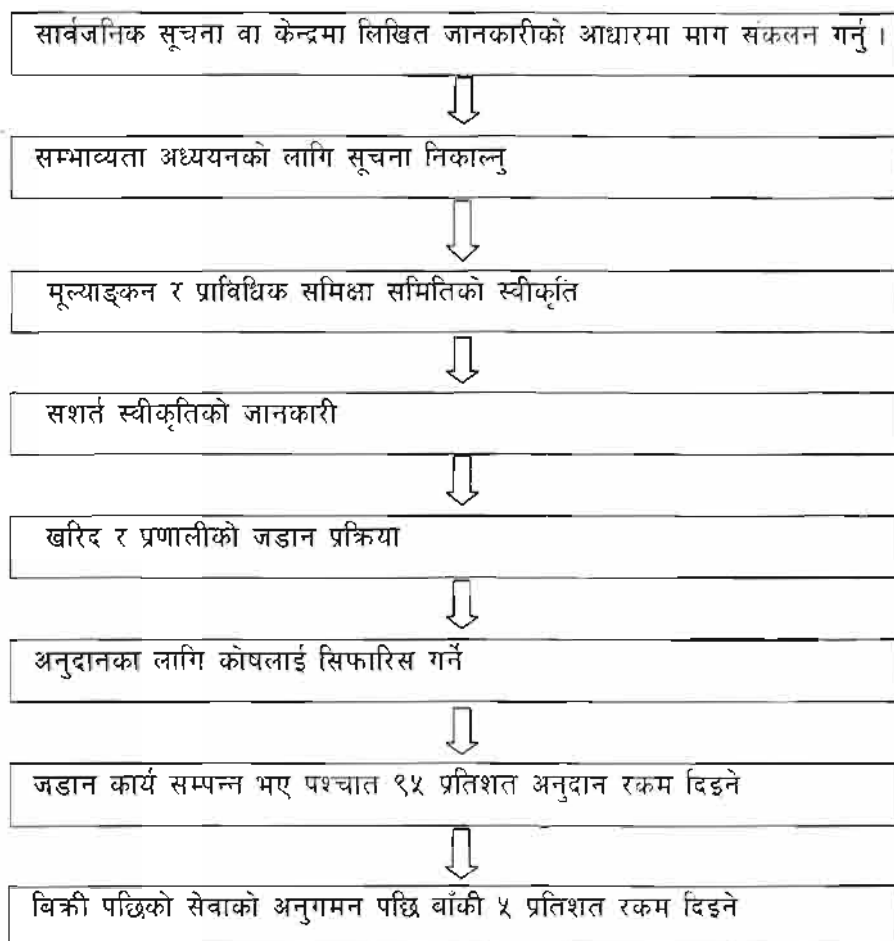 सार्वजनिक सूचना वा केन्द्रमा लिखित जानकारीको आधारमा माग संकलन गर्नु ।
सम्भाव्यता अध्ययनको लागि सूचना निकाल्नु
मूल्याङ्कन र प्राविधिक समिक्षा समितिको स्वीकृति
सशर्त स्वीकृतिको जानकारी
खरिद र प्रणालीको जडान प्रक्रिया
अनुदानका लागि कोषलाई सिफारिस गर्ने
जडान कार्य सम्पन्न भए पश्चात ९५ प्रतिशत अनुदान रकम दिइने
बिक्री पछिको सेवाको अनुगमन पछि बाँकी ५ प्रतिशत रकम दिइने